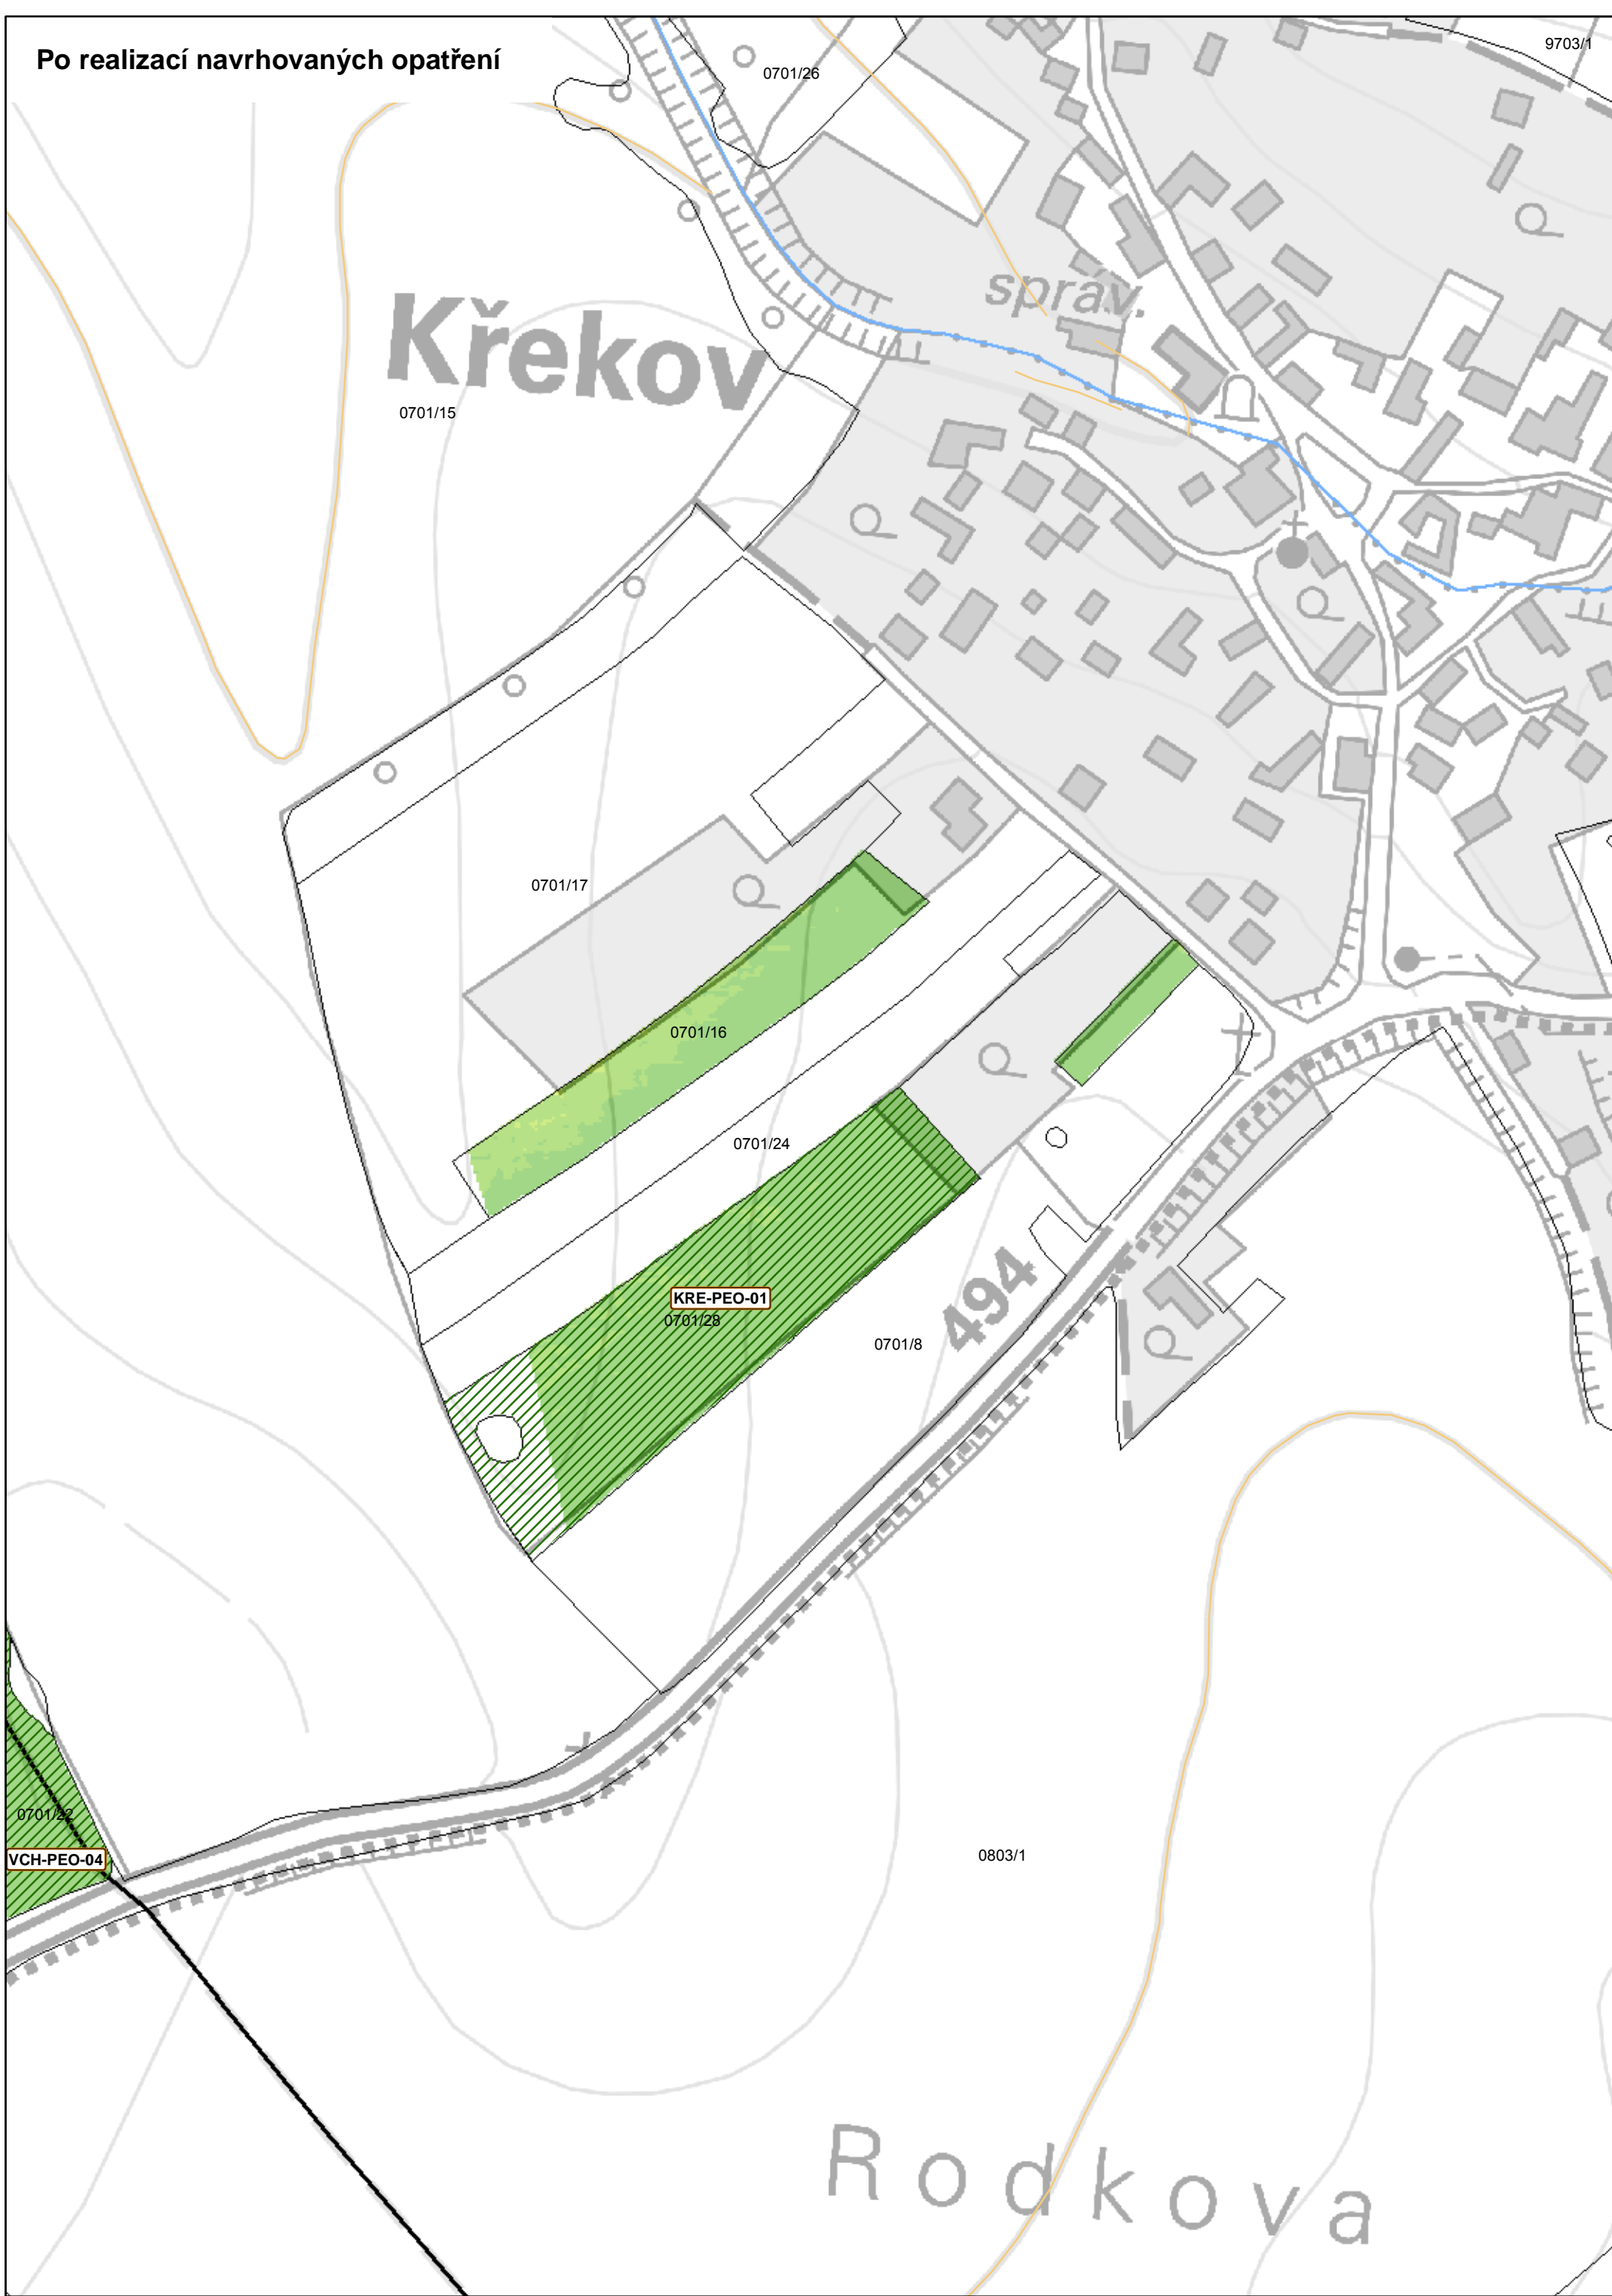 Po realizací navrhovaných opatření
9703/1
0701/26
správ.
Křekov
0701/15
0701/17
0701/16
0701/24
KRE-PEO-01
0701/28
494
0701/8
0701/22
VCH-PEO-04
0803/1
Rodkova